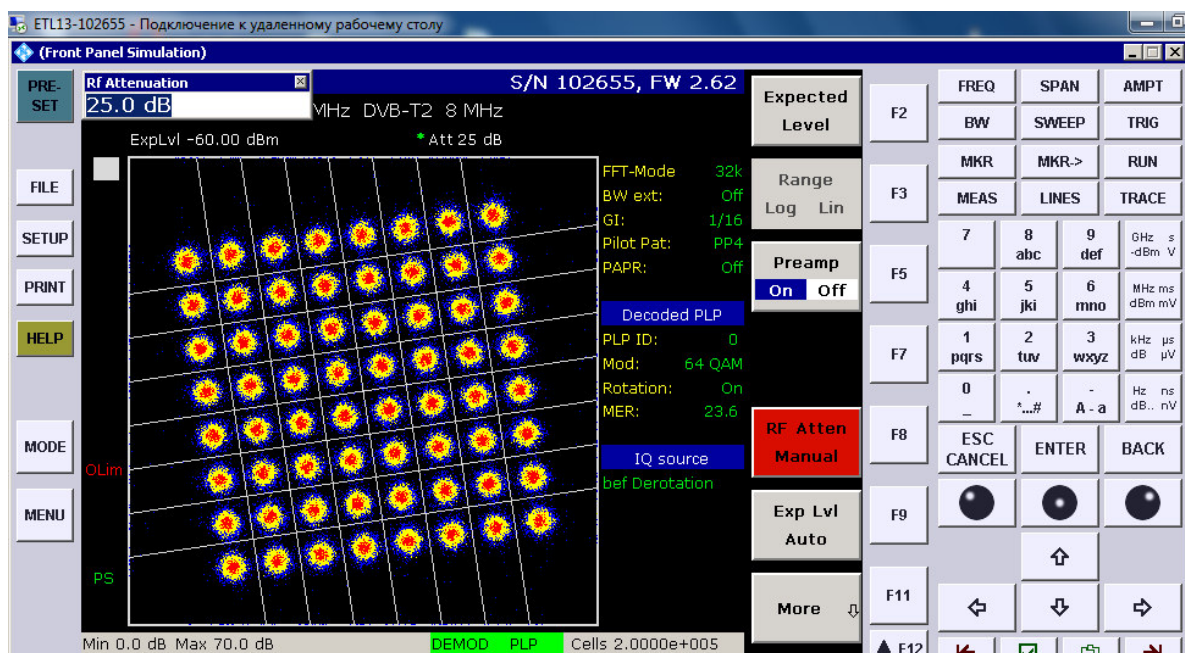 ETL13-102655 - Подключение к удаленному рабочему столу
(Front Panel Simulation)
PRE-
SET
FILE
SETUP
PRINT
HELP
MODE
MENU
Rf Attenuation
25.0 dB
S/N 102655, FW 2.62
MHz DVB-T2 8 MHz
ExpLvl -60.00 dBm
* Att 25 dB
OLim
PS
FFT-Mode 32k
BW ext: Off
GI: 1/16
Pilot Pat: PP4
PAPR: Off
Decoded PLP
PLP ID: 0
Mod: 64 QAM
Rotation: On
MER: 23.6
IQ source
bef Derotation
Min 0.0 dB Max 70.0 dB
DEMOD PLP
Cells 2.0000e+005
Expected
Level
Range
Log Lin
Preamp
On Off
RF Atten
Manual
Exp Lvl
Auto
More
F2
F3
F5
F7
F8
F9
F11
F12
FREQ SPAN AMPT
BW SWEEP TRIG
MKR MKR-> RUN
MEAS LINES TRACE
7 8 9 GHz s
abc def -dBm V
4 5 6 MHz ms
ghi jki mno dBm mV
1 2 3 kHz µs
pqrs tuv wxyz dB µV
0 . - Hz ns
_ *...# A - a dB.. nV
ESC
CANCEL
ENTER
BACK